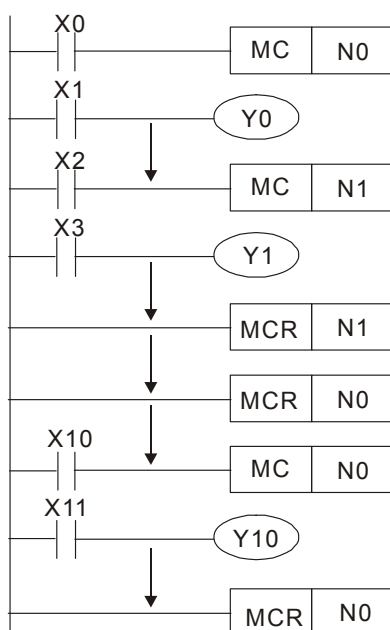 X0
MC N0
X1
Y0
X2
MC N1
X3
Y1
MCR N1
MCR N0
X10
MC N0
X11
Y10
MCR N0